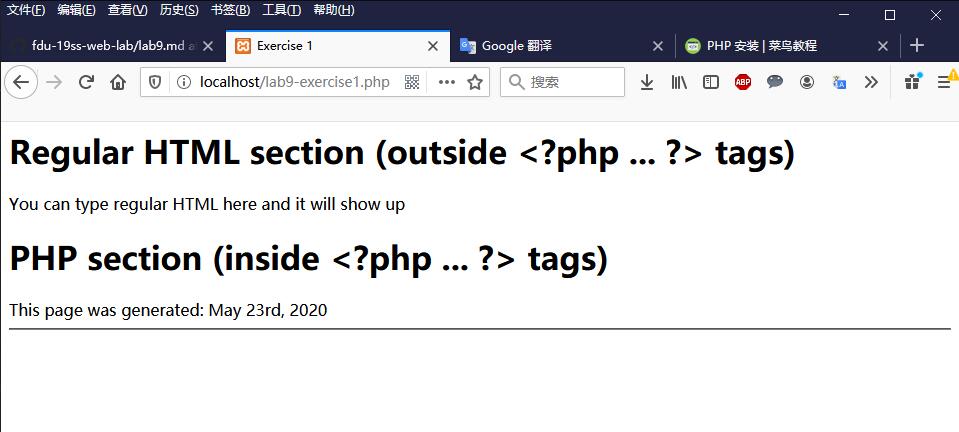 文件(F) 编辑(E) 查看(V) 历史(S) 书签(B) 工具(T) 帮助(H)
fdu-19ss-web-lab/lab9.md a Exercise 1 Google 翻译 PHP 安装 | 菜鸟教程
localhost/lab9-exercise1.php 搜索 ABP
Regular HTML section (outside <?php ... ?> tags)
You can type regular HTML here and it will show up
PHP section (inside <?php ... ?> tags)
This page was generated: May 23rd, 2020